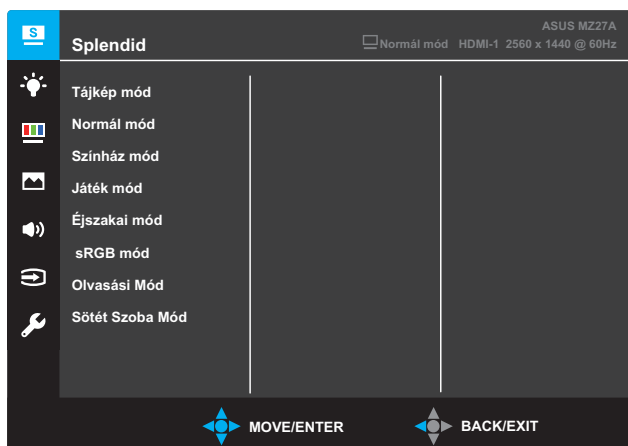 S
ASUS MZ27A
Splendid
Normál mód HDMI-1 2560 x 1440 @ 60Hz
Tájkép mód
Normál mód
Színház mód
Játék mód
Éjszakai mód
sRGB mód
Olvasási Mód
Sötét Szoba Mód
MOVE/ENTER
BACK/EXIT